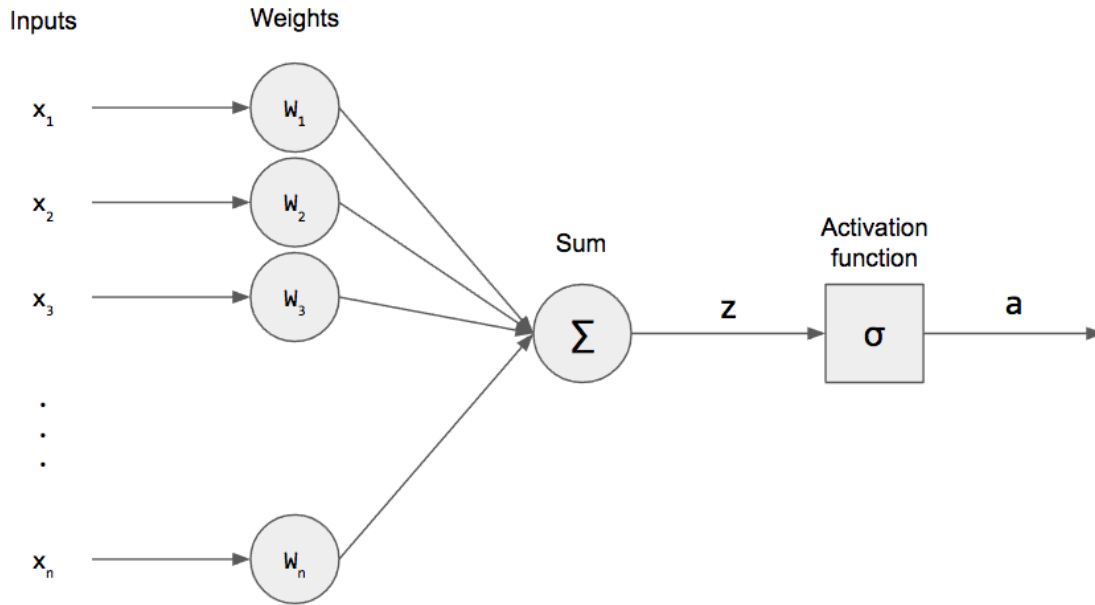 Inputs
Weights
x₁
W₁
x₂
W₂
x₃
W₃
Sum
Σ
z
Activation
function
σ
a
.
.
.
xₙ
Wₙ